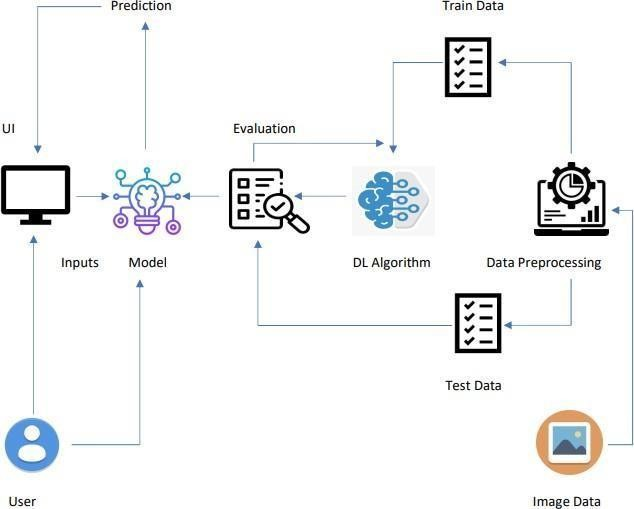 Prediction
Train Data
UI
Evaluation
Inputs
Model
DL Algorithm
Data Preprocessing
Test Data
User
Image Data